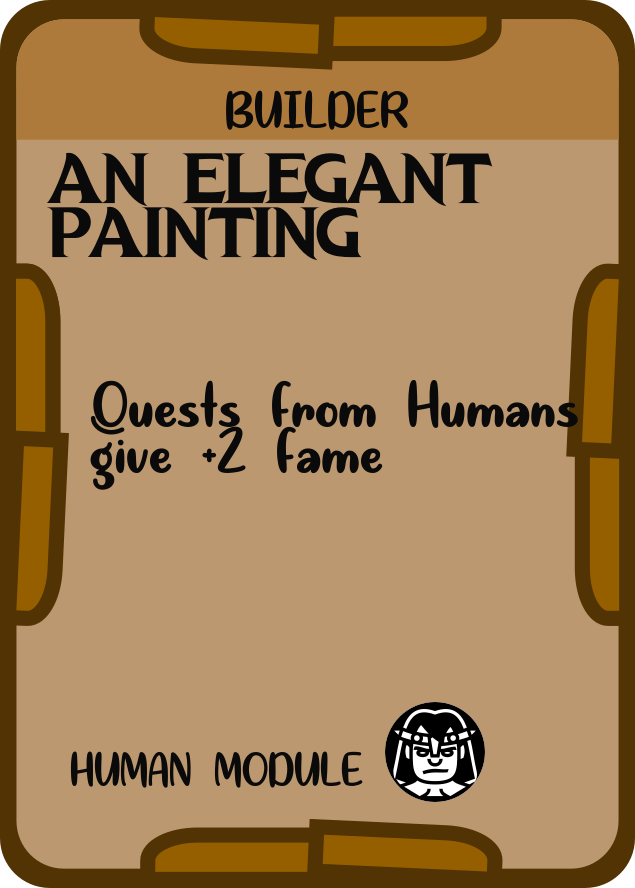 BUILDER
AN ELEGANT
PAINTING
Quests from Humans
give +2 fame
HUMAN MODULE